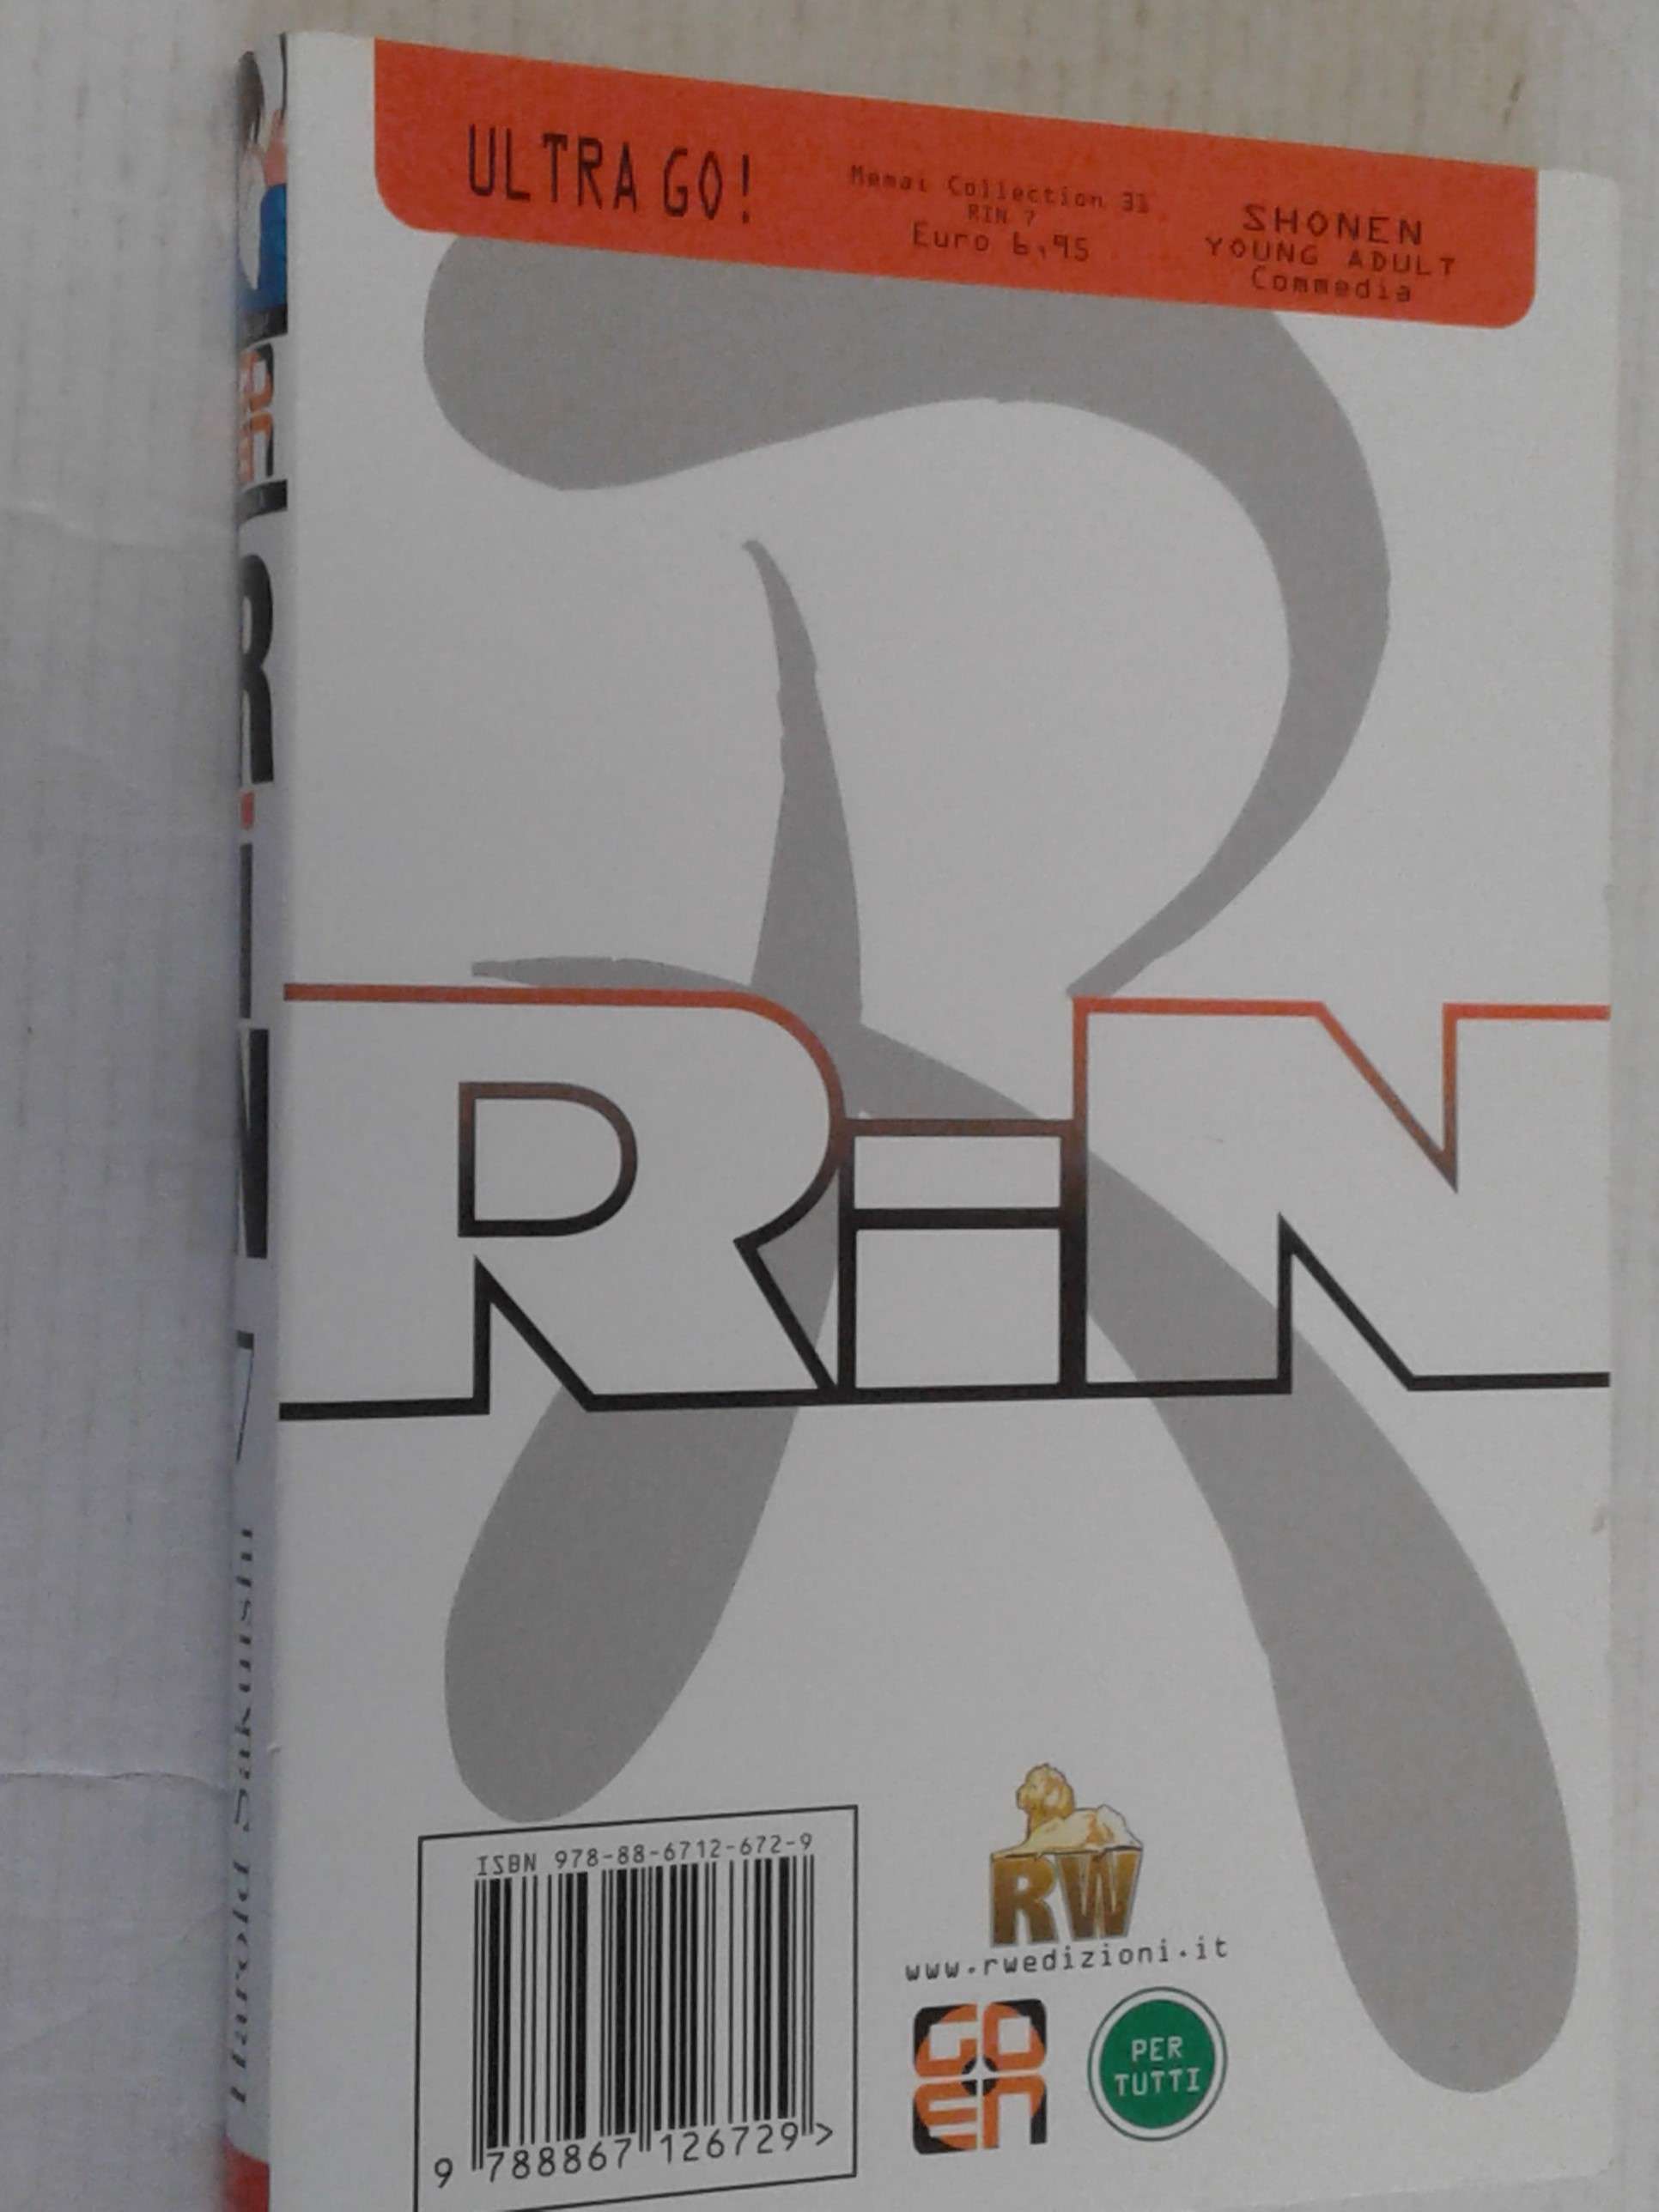 ULTRA GO!
Memai Collection 31
RIN 7
Euro 6,95
SHONEN
YOUNG ADULT
Commedia
RiN
ISBN 978-88-6712-672-9
9 788867 126729 >
RW
www.rwedizioni.it
GO
EN
PER
TUTTI
RiN 7 Harold Sakuishi